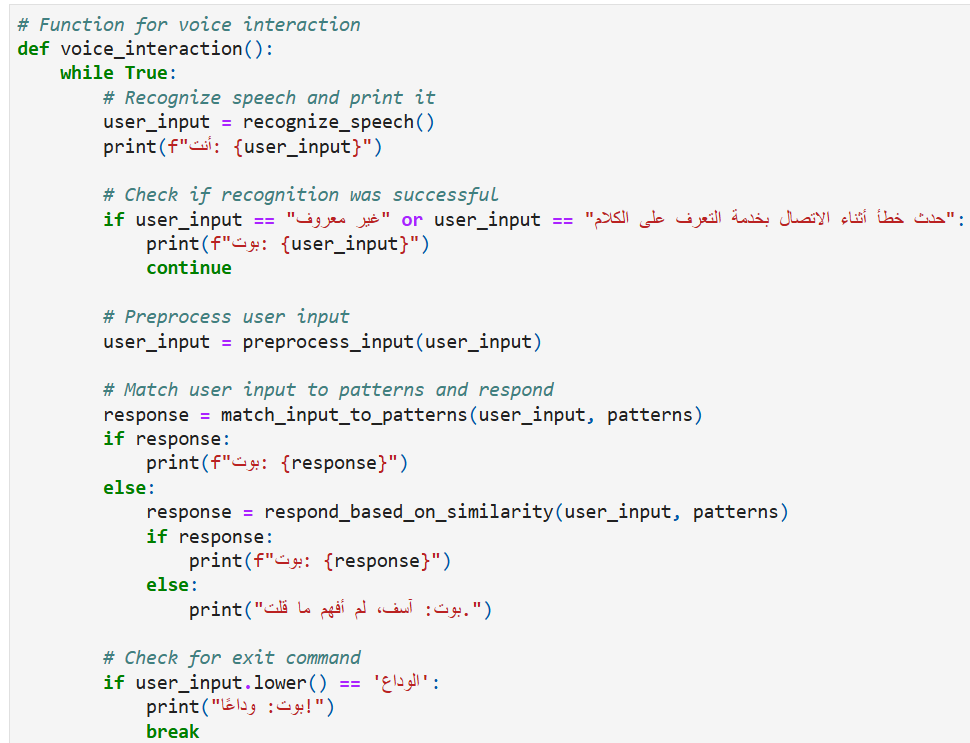 # Function for voice interaction
def voice_interaction():
    while True:
        # Recognize speech and print it
        user_input = recognize_speech()
        print(f"أنت: {user_input}")
        # Check if recognition was successful
        if user_input == "غير معروف" or user_input == "حدث خطأ أثناء الاتصال بخدمة التعرف على الكلام":
            print(f"بوت: {user_input}")
            continue
        # Preprocess user input
        user_input = preprocess_input(user_input)
        # Match user input to patterns and respond
        response = match_input_to_patterns(user_input, patterns)
        if response:
            print(f"بوت: {response}")
        else:
            response = respond_based_on_similarity(user_input, patterns)
            if response:
                print(f"بوت: {response}")
            else:
                print("بوت: آسف، لم أفهم ما قلت.")
        # Check for exit command
        if user_input.lower() == 'الوداع':
            print("بوت: وداعًا!")
            break